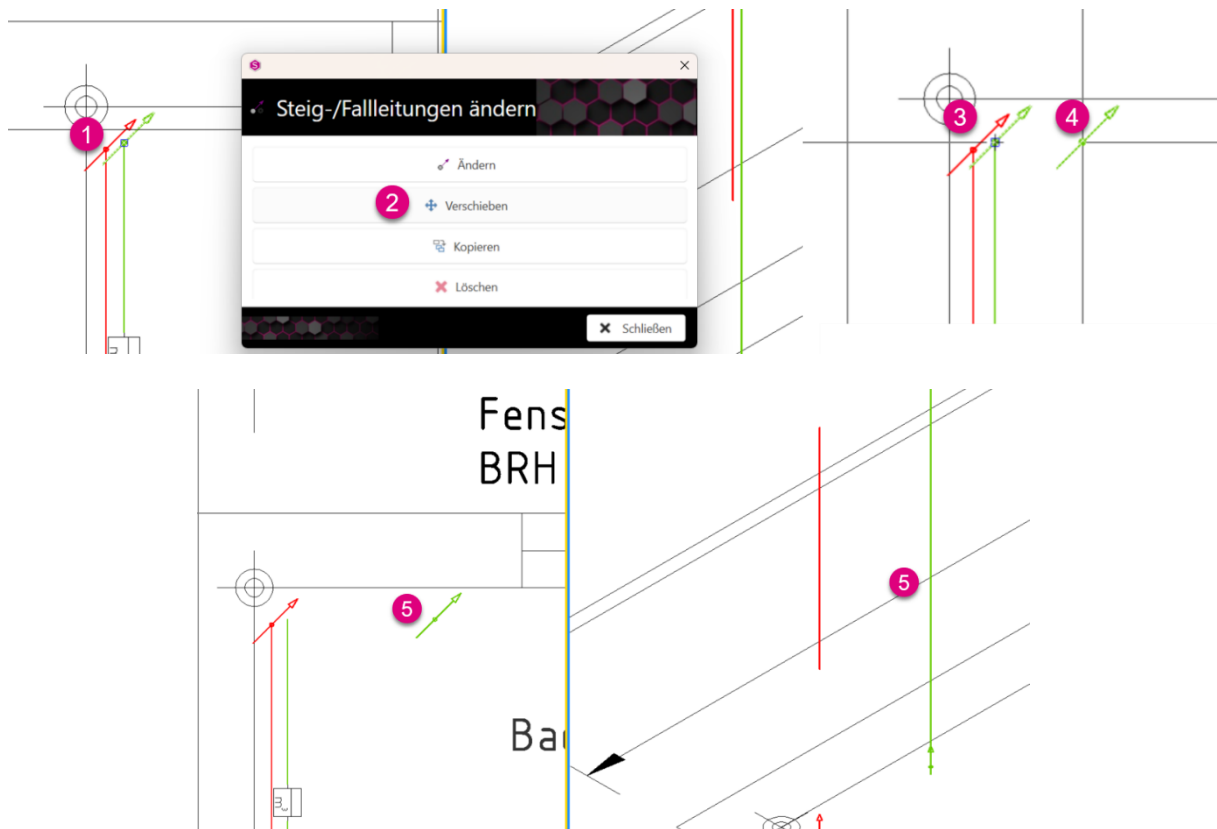 Steig-/Fallleitungen ändern
1
Ändern
3
4
2
Verschieben
Kopieren
Löschen
Schließen
Fens
BRH
5
5
Ba